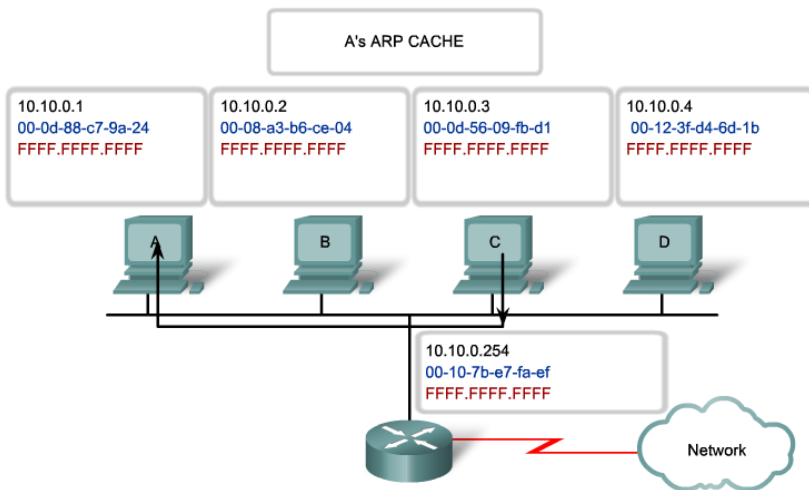 A's ARP CACHE
10.10.0.1
00-0d-88-c7-9a-24
FFFF.FFFF.FFFF
10.10.0.2
00-08-a3-b6-ce-04
FFFF.FFFF.FFFF
10.10.0.3
00-0d-56-09-fb-d1
FFFF.FFFF.FFFF
10.10.0.4
00-12-3f-d4-6d-1b
FFFF.FFFF.FFFF
A
B
C
D
10.10.0.254
00-10-7b-e7-fa-ef
FFFF.FFFF.FFFF
Network